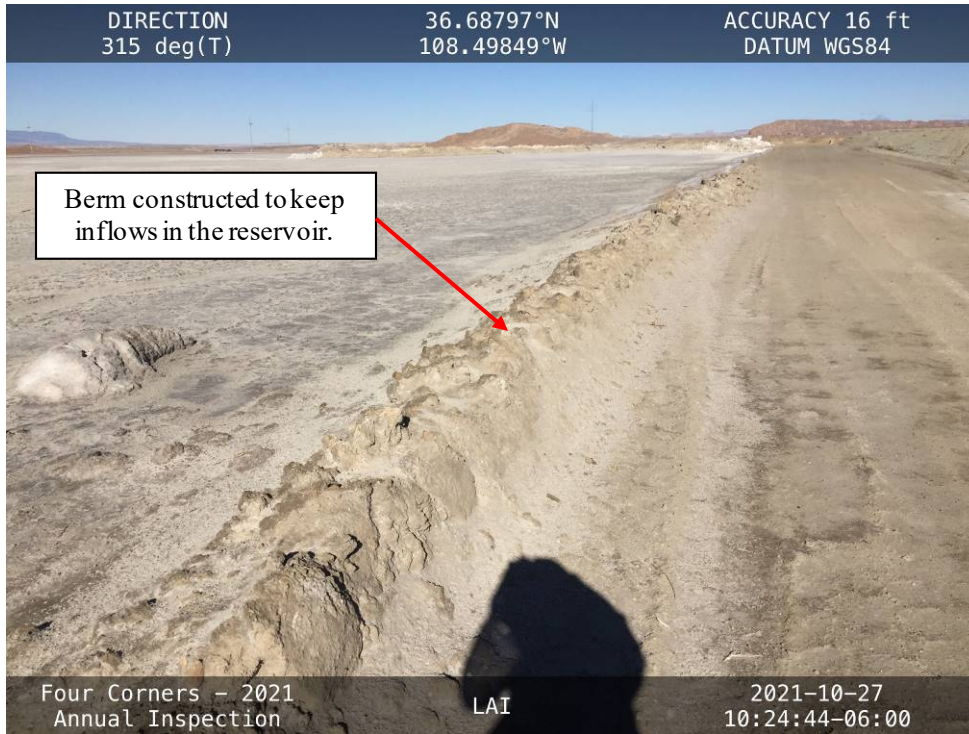 DIRECTION
315 deg(T)
36.68797°N
108.49849°W
ACCURACY 16 ft
DATUM WGS84
Berm constructed to keep
inflows in the reservoir.
Four Corners – 2021
Annual Inspection
LAI
2021-10-27
10:24:44-06:00